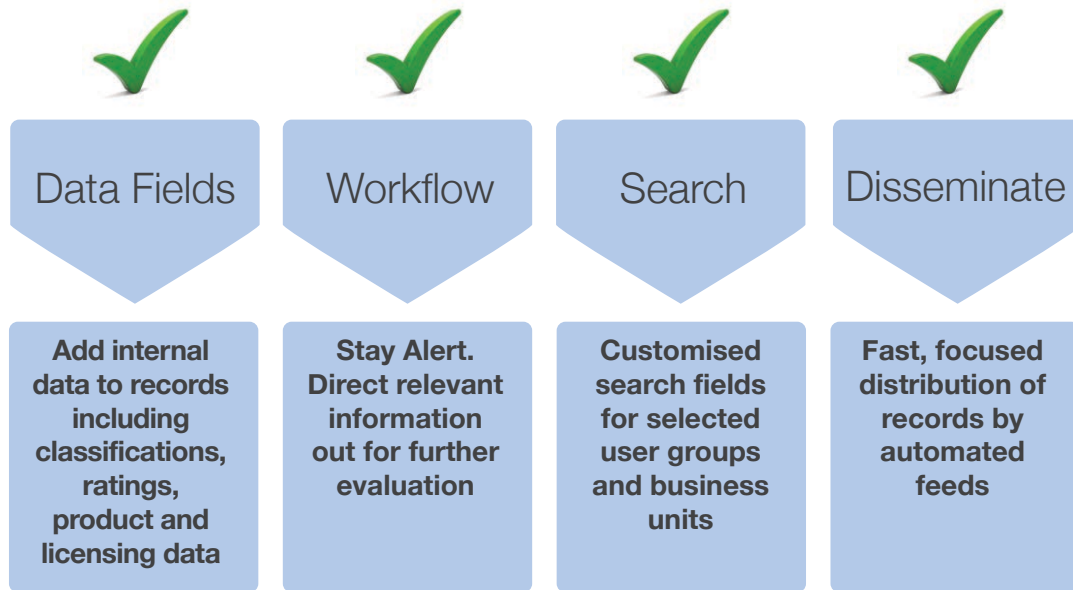 Data Fields
Workflow
Search
Disseminate
Add internal
data to records
including
classifications,
ratings,
product and
licensing data
Stay Alert.
Direct relevant
information
out for further
evaluation
Customised
search fields
for selected
user groups
and business
units
Fast, focused
distribution of
records by
automated
feeds